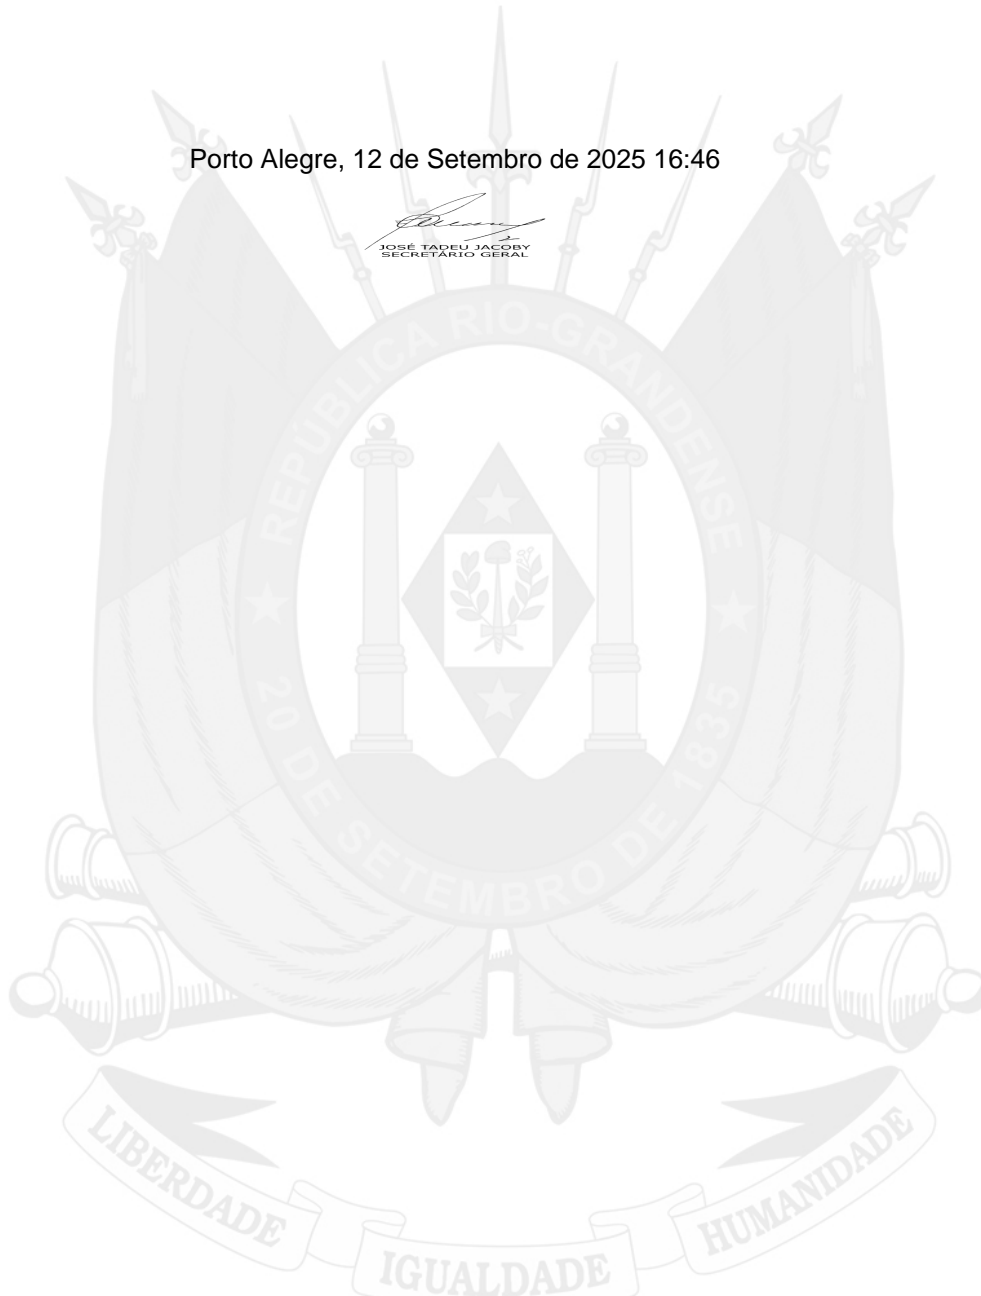 Porto Alegre, 12 de Setembro de 2025 16:46
JOSÉ TADEU JACOBY
SECRETÁRIO GERAL
REPÚBLICA RIO-GRANDENSE
20 DE SETEMBRO DE 1835
LIBERDADE
IGUALDADE
HUMANIDADE